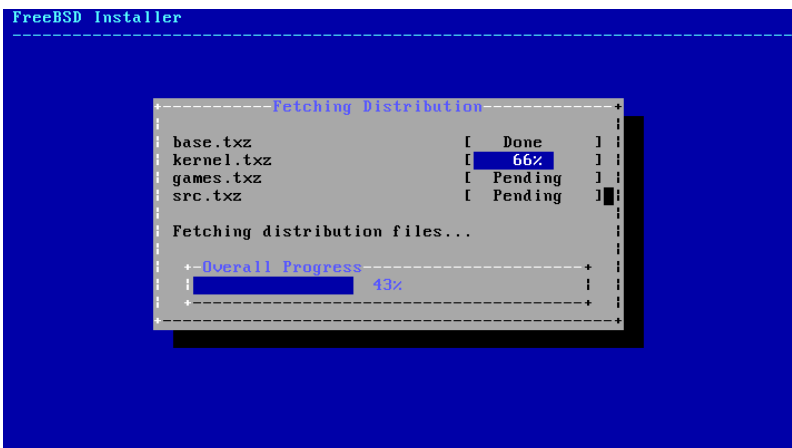 FreeBSD Installer
Fetching Distribution
base.txz [ Done ]
kernel.txz [ 66% ]
games.txz [ Pending ]
src.txz [ Pending ]
Fetching distribution files...
Overall Progress
43%